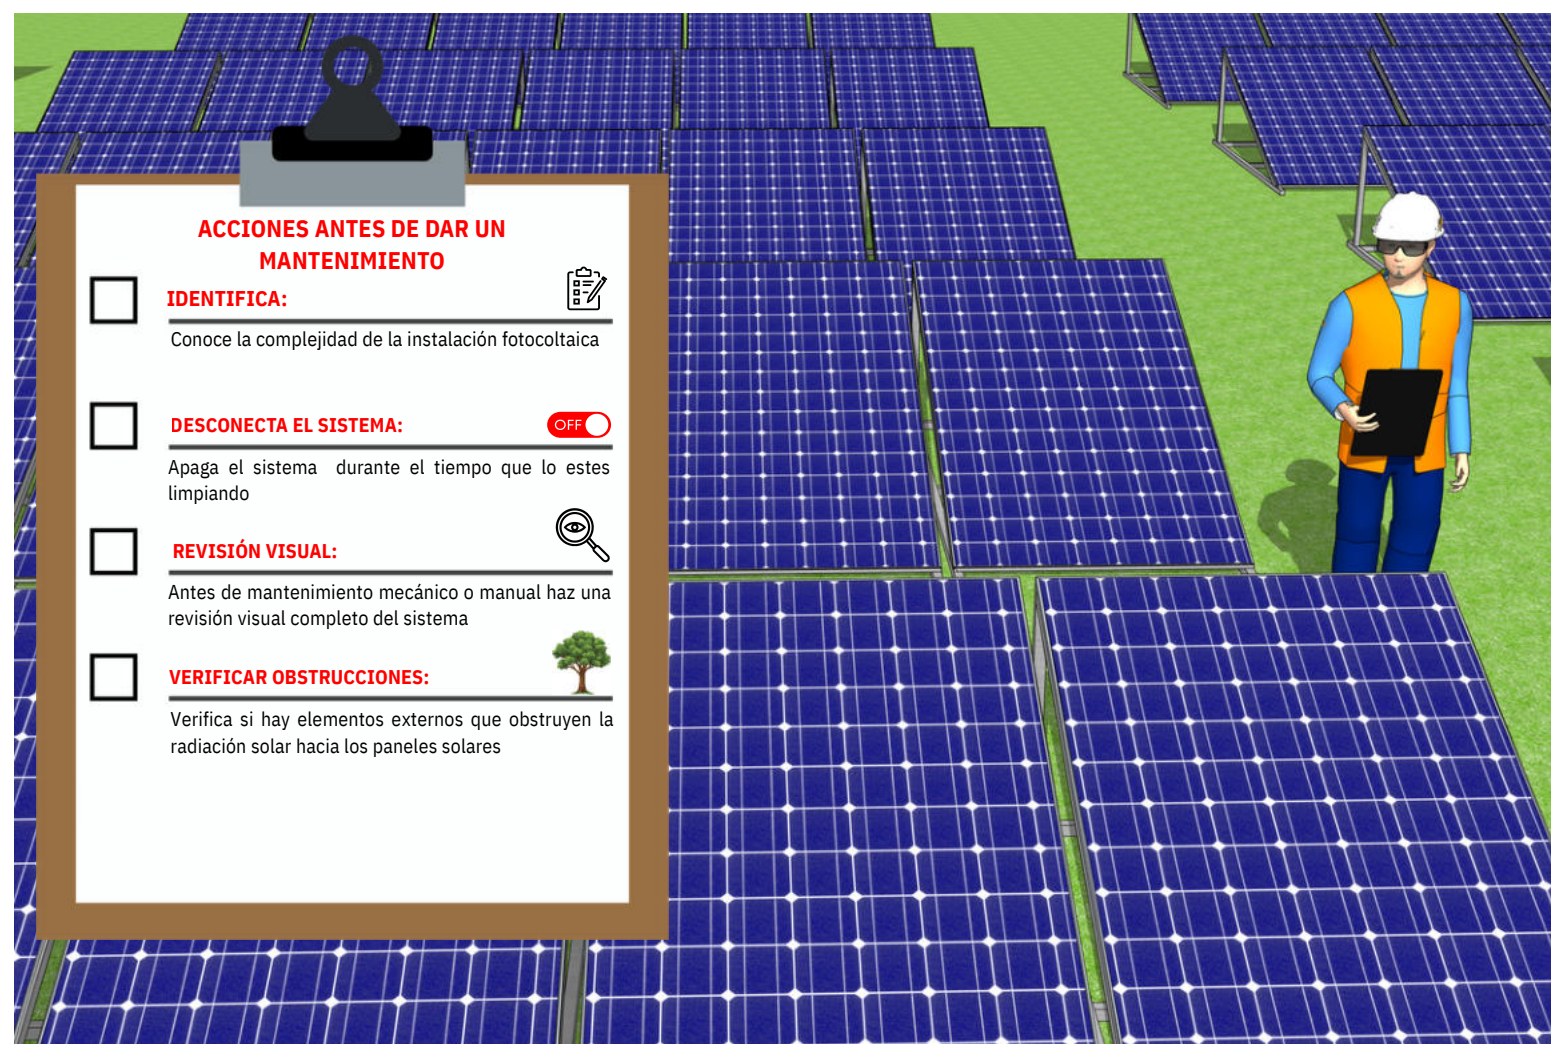 ACCIONES ANTES DE DAR UN
MANTENIMIENTO
IDENTIFICA:
Conoce la complejidad de la instalación fotocoltaica
DESCONECTA EL SISTEMA:
OFF
Apaga el sistema durante el tiempo que lo estes
limpiando
REVISIÓN VISUAL:
Antes de mantenimiento mecánico o manual haz una
revisión visual completo del sistema
VERIFICAR OBSTRUCCIONES:
Verifica si hay elementos externos que obstruyen la
radiación solar hacia los paneles solares